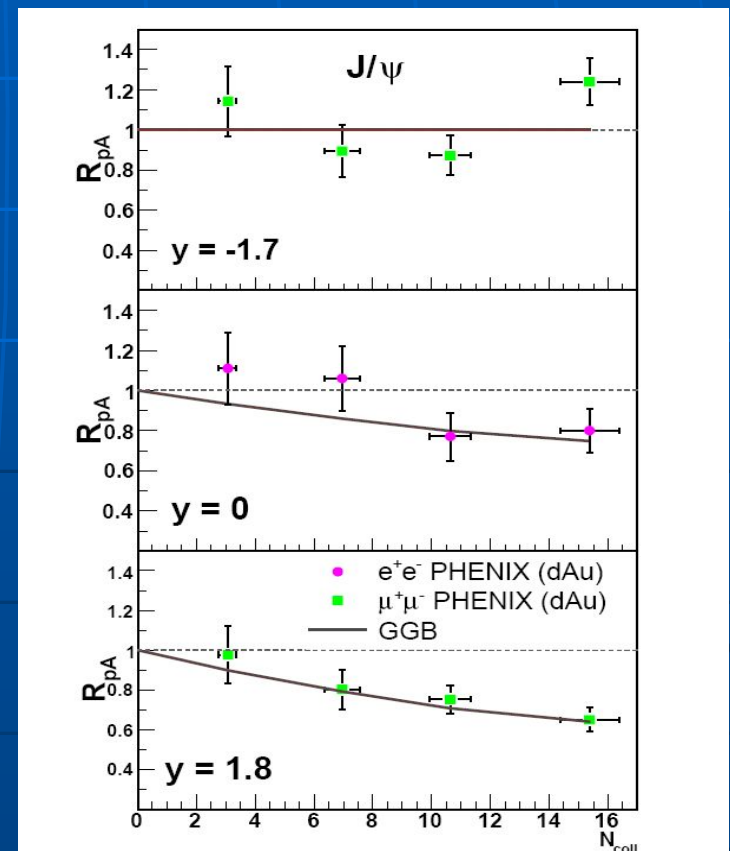 J/ψ
1.4
1.2
1
0.8
0.6
0.4
R_pA
y = -1.7
1.4
1.2
1
0.8
0.6
0.4
R_pA
y = 0
e⁺e⁻ PHENIX (dAu)
μ⁺μ⁻ PHENIX (dAu)
GGB
1.4
1.2
1
0.8
0.6
0.4
R_pA
y = 1.8
0 2 4 6 8 10 12 14 16
N_coll